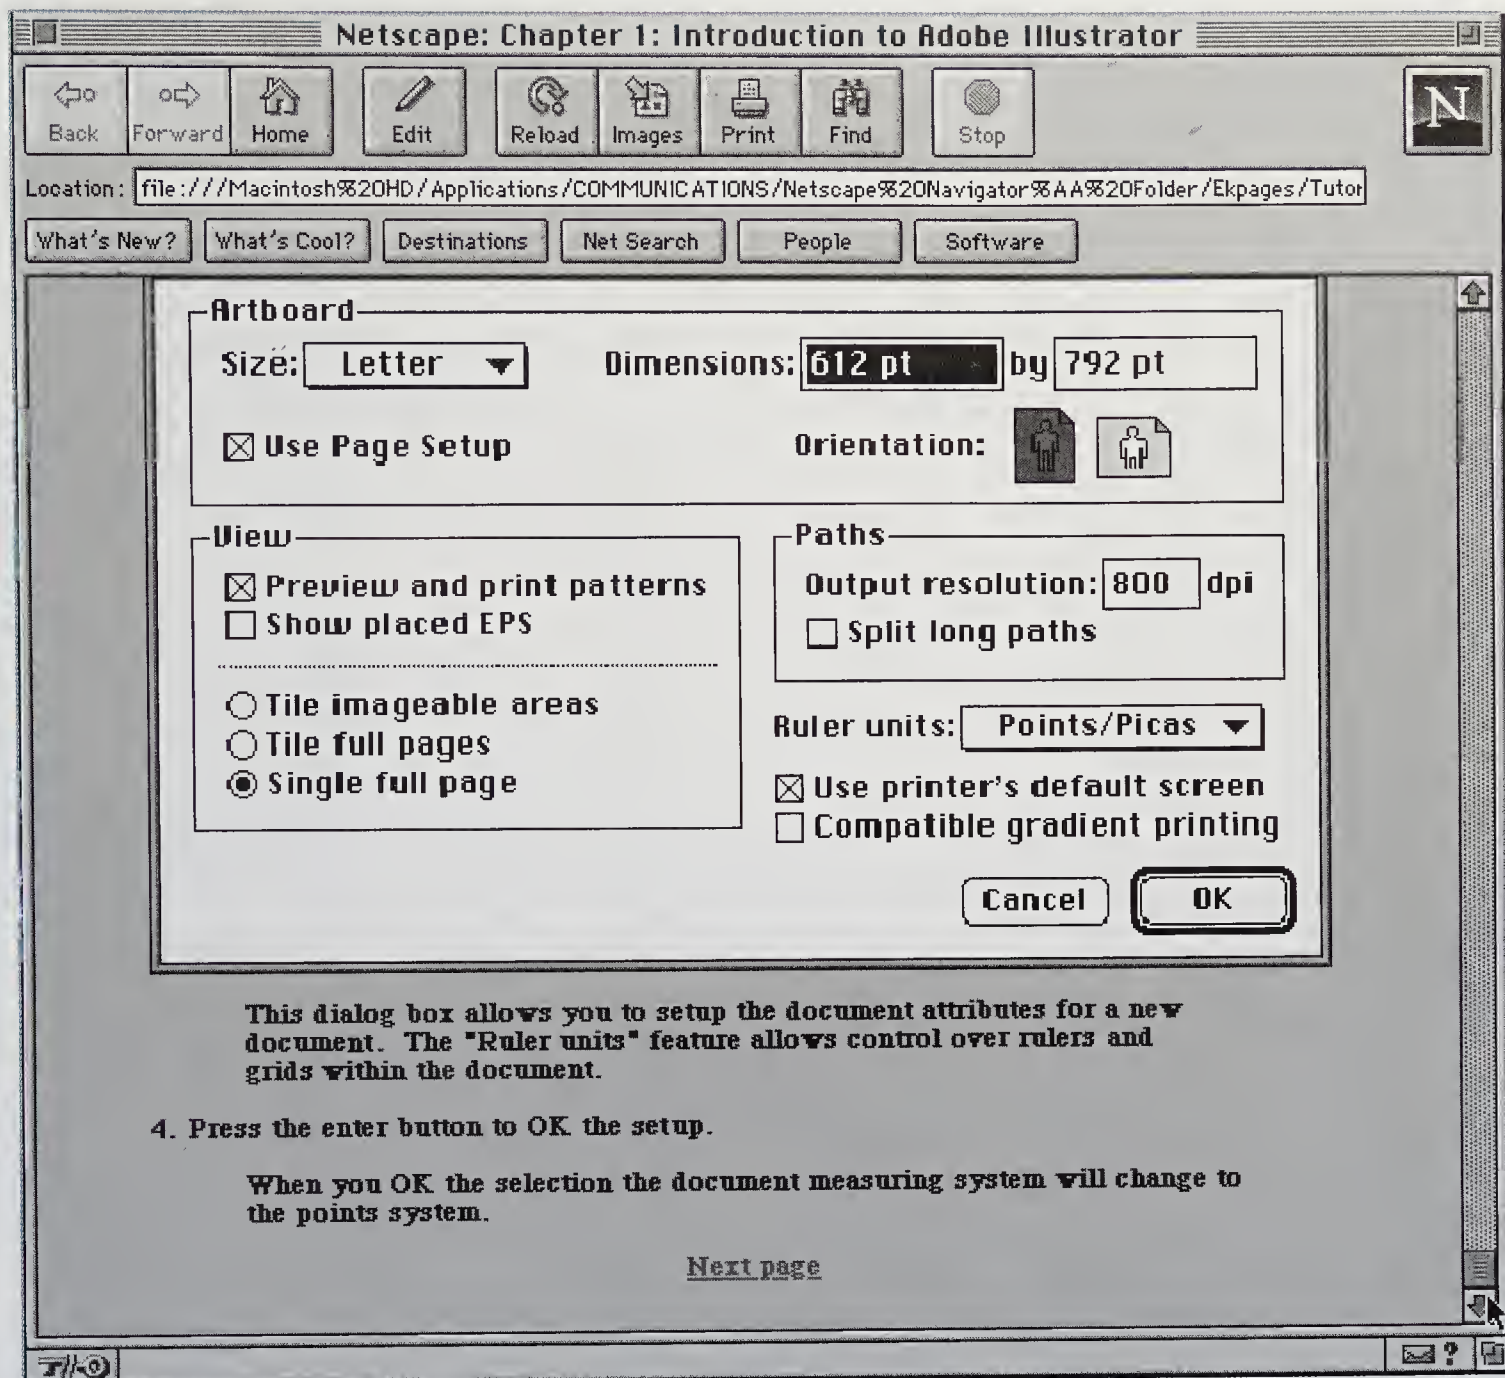 Netscape: Chapter 1: Introduction to Adobe Illustrator
Back Forward Home Edit Reload Images Print Find Stop
N
Location: file:///Macintosh%20HD/Applications/COMMUNICATIONS/Netscape%20Navigator%AA%20Folder/Ekpages/Tutor
What's New? What's Cool? Destinations Net Search People Software
Artboard
Size: Letter Dimensions: 612 pt by 792 pt
Use Page Setup Orientation:
View
Preview and print patterns
Show placed EPS
Tile imageable areas
Tile full pages
Single full page
Paths
Output resolution: 800 dpi
Split long paths
Ruler units: Points/Picas
Use printer's default screen
Compatible gradient printing
Cancel OK
This dialog box allows you to setup the document attributes for a new
document. The "Ruler units" feature allows control over rulers and
grids within the document.
4. Press the enter button to OK the setup.
When you OK the selection the document measuring system will change to
the points system.
Next page
?